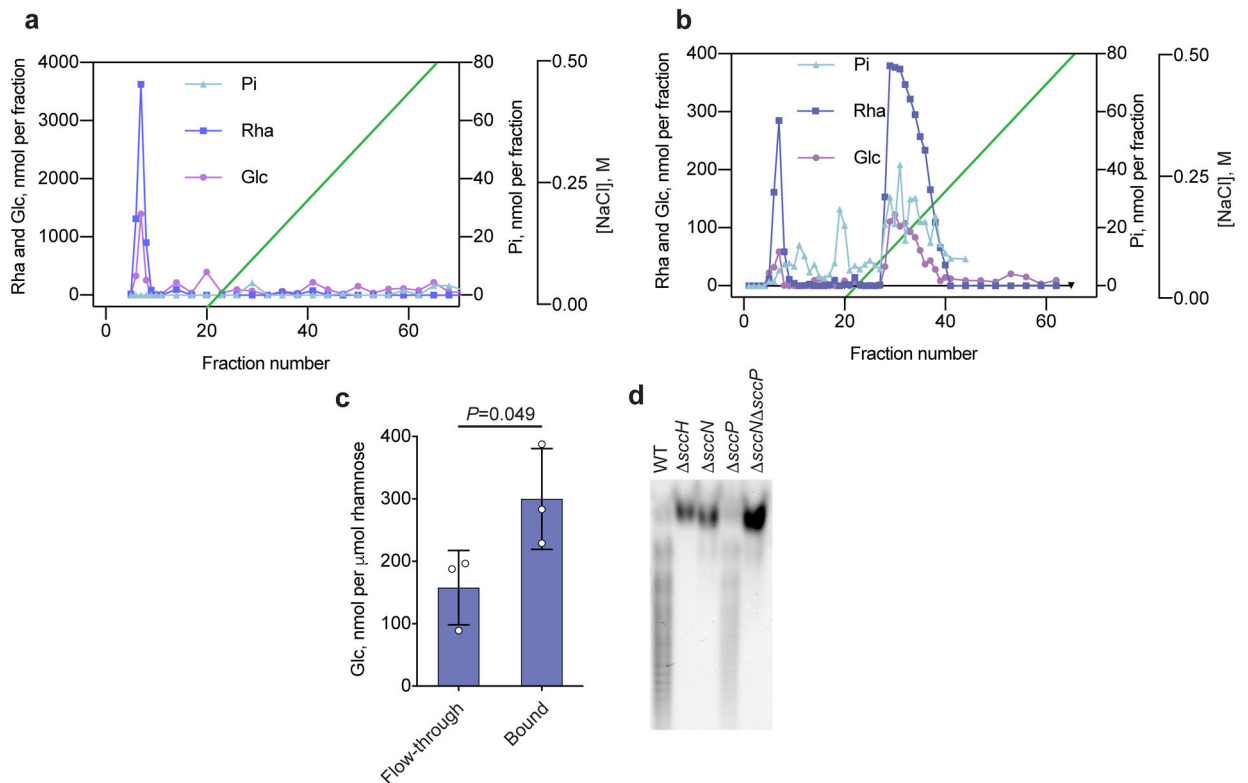 a
Rha and Glc, nmol per fraction
4000
3000
2000
1000
0
Pi
Rha
Glc
80
60
40
20
0
Pi, nmol per fraction
0.50
0.25
0.00
[NaCl], M
0
20
40
60
Fraction number
b
Rha and Glc, nmol per fraction
400
300
200
100
0
Pi
Rha
Glc
80
60
40
20
0
Pi, nmol per fraction
0.50
0.25
0.00
[NaCl], M
0
20
40
60
Fraction number
c
P=0.049
Glc, nmol per μmol rhamnose
400
300
200
100
0
Flow-through
Bound
d
WT
ΔsccH
ΔsccN
ΔsccP
ΔsccNΔsccP